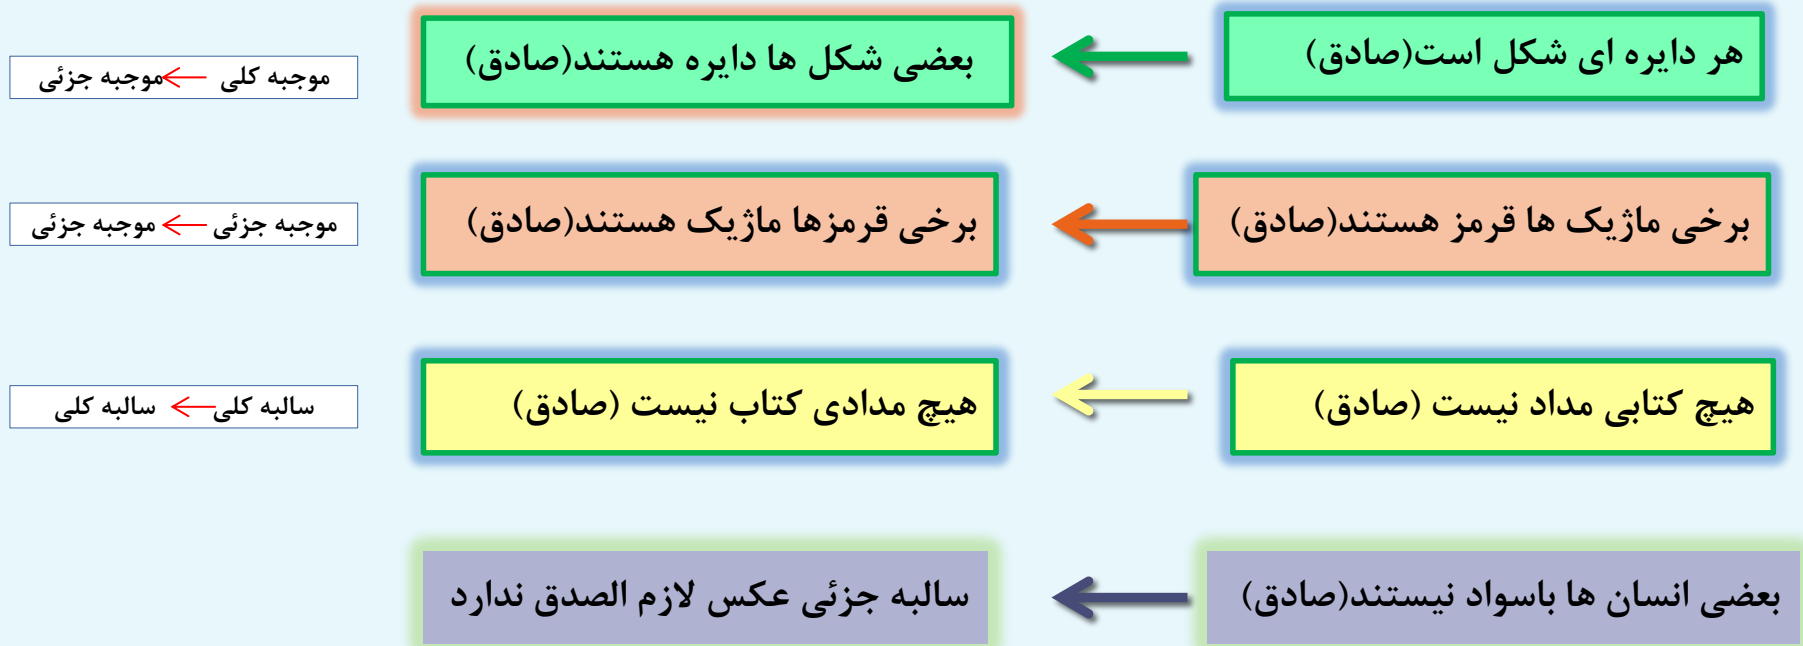 هر دایره ای شکل است(صادق)
بعضی شکل ها دایره هستند(صادق)
موجبه کلی ← موجبه جزئی
برخی ماژیک ها قرمز هستند(صادق)
برخی قرمزها ماژیک هستند(صادق)
موجبه جزئی ← موجبه جزئی
هیچ کتابی مداد نیست (صادق)
هیچ مدادی کتاب نیست (صادق)
سالبه کلی ← سالبه کلی
بعضی انسان ها باسواد نیستند(صادق)
سالبه جزئی عکس لازم الصدق ندارد